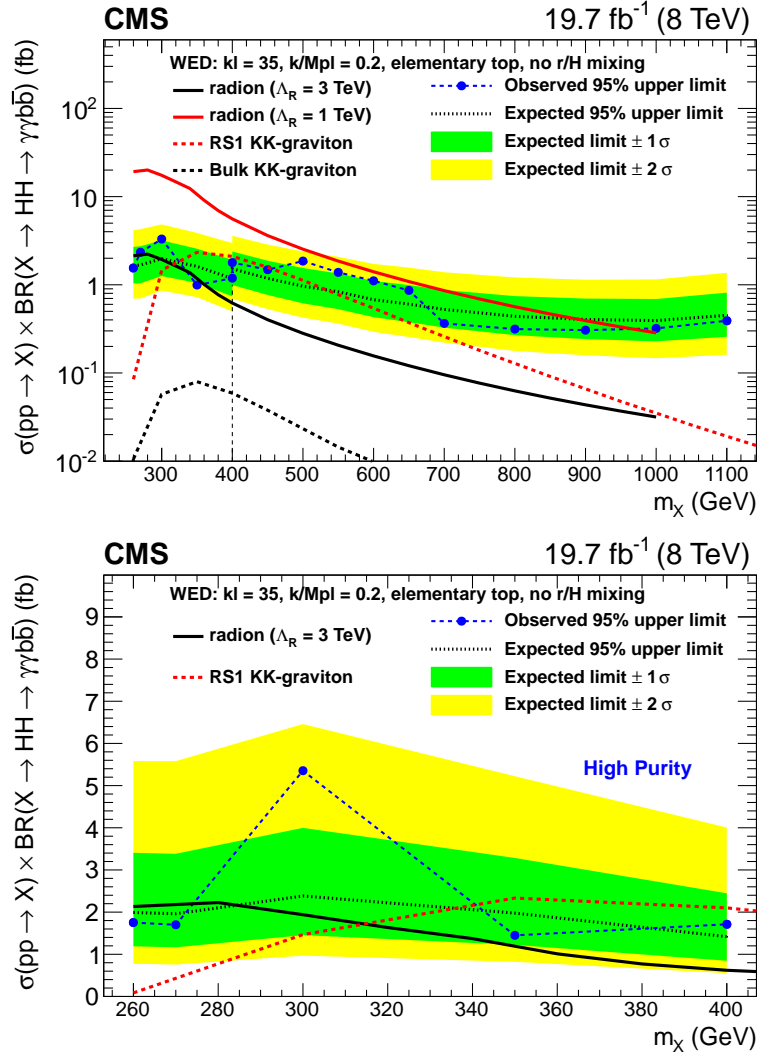 CMS
19.7 fb⁻¹ (8 TeV)
WED: kl = 35, k/Mpl = 0.2, elementary top, no r/H mixing
radion (Λ_R = 3 TeV)
radion (Λ_R = 1 TeV)
RS1 KK-graviton
Bulk KK-graviton
Observed 95% upper limit
Expected 95% upper limit
Expected limit ± 1 σ
Expected limit ± 2 σ
σ(pp → X) × BR(X → HH → γγbb̄) (fb)
10²
10
1
10⁻¹
10⁻²
300 400 500 600 700 800 900 1000 1100
m_X (GeV)
CMS
19.7 fb⁻¹ (8 TeV)
WED: kl = 35, k/Mpl = 0.2, elementary top, no r/H mixing
radion (Λ_R = 3 TeV)
RS1 KK-graviton
Observed 95% upper limit
Expected 95% upper limit
Expected limit ± 1 σ
Expected limit ± 2 σ
High Purity
σ(pp → X) × BR(X → HH → γγbb̄) (fb)
9
8
7
6
5
4
3
2
1
0
260 280 300 320 340 360 380 400
m_X (GeV)